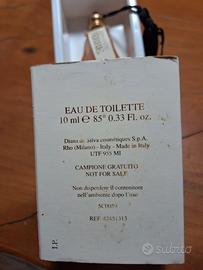 EAU DE TOILETTE
10 ml ℮ 85° 0.33 Fl. oz.
Diana de Silva cosmétiques S.p.A.
Rho (Milano) - Italy - Made in Italy
UTF 955 MI
CAMPIONE GRATUITO
NOT FOR SALE
Non disperdere il contenitore
nell'ambiente dopo l'uso
REF.
I.P.
subito